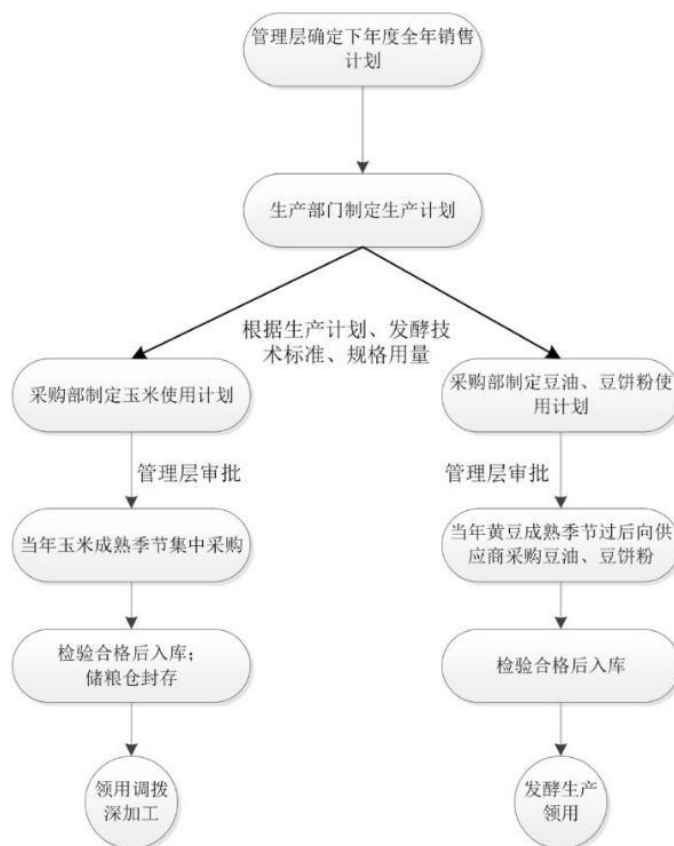 管理层确定下年度全年销售
计划
生产部门制定生产计划
根据生产计划、发酵技
术标准、规格用量
采购部制定玉米使用计划
采购部制定豆油、豆饼粉使
用计划
管理层审批
管理层审批
当年玉米成熟季节集中采购
当年黄豆成熟季节过后向供
应商采购豆油、豆饼粉
检验合格后入库；
储粮仓封存
检验合格后入库
领用调拨
深加工
发酵生产
领用